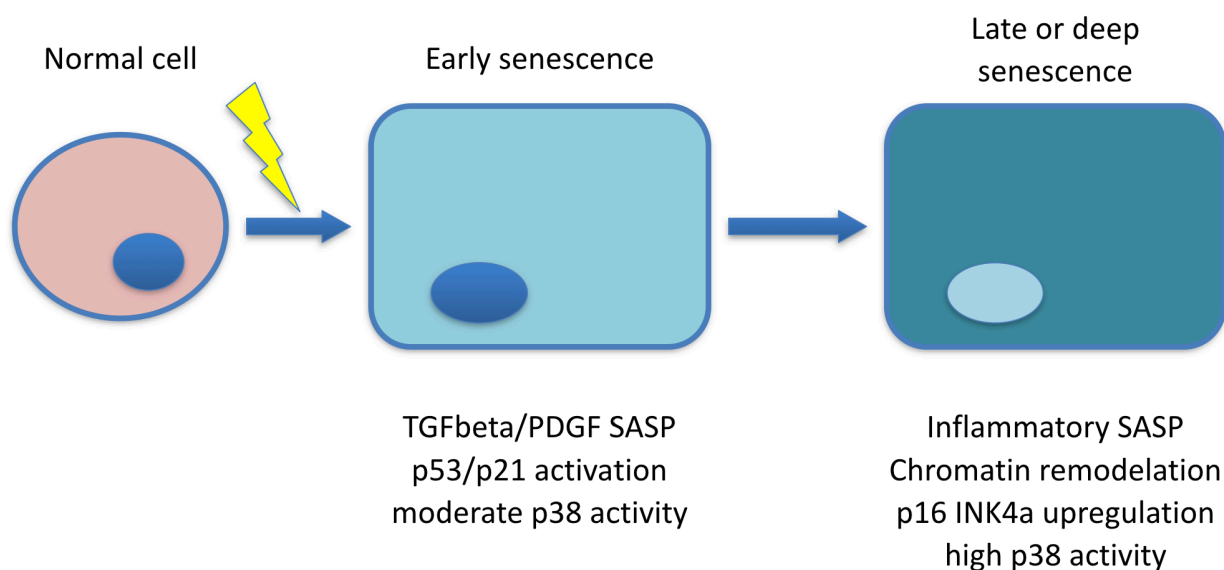 Normal cell
Early senescence
Late or deep
senescence
TGFbeta/PDGF SASP
p53/p21 activation
moderate p38 activity
Inflammatory SASP
Chromatin remodelation
p16 INK4a upregulation
high p38 activity